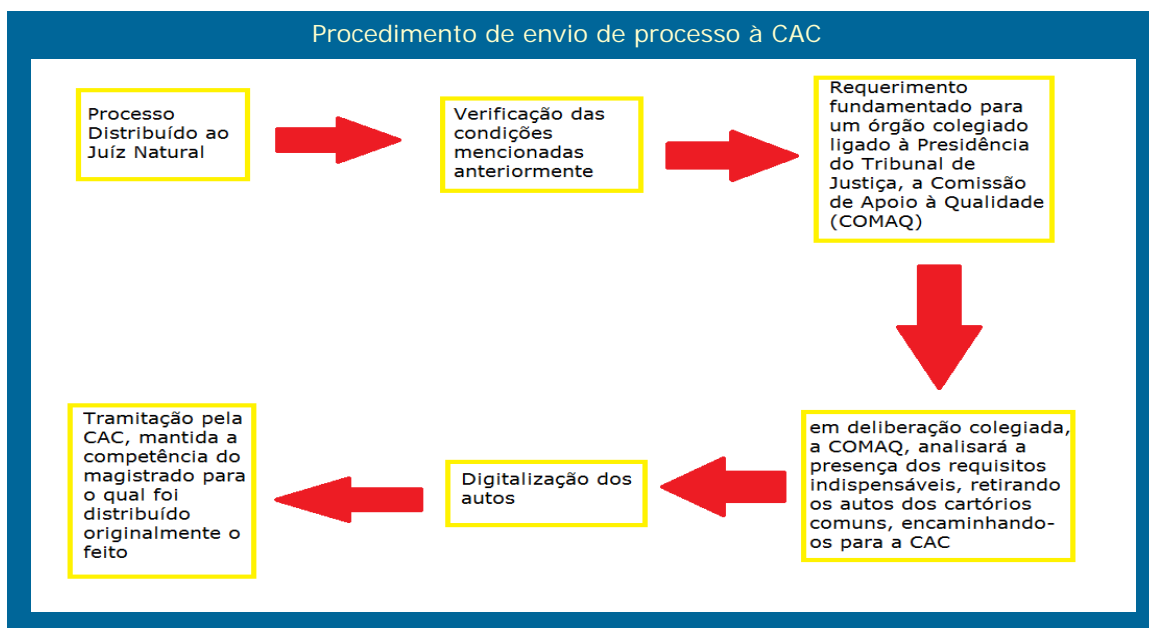 Procedimento de envio de processo à CAC
Processo
Distribuído ao
Juíz Natural
Verificação das
condições
mencionadas
anteriormente
Requerimento
fundamentado para
um órgão colegiado
ligado à Presidência
do Tribunal de
Justiça, a Comissão
de Apoio à Qualidade
(COMAQ)
em deliberação colegiada,
a COMAQ, analisará a
presença dos requisitos
indispensáveis, retirando
os autos dos cartórios
comuns, encaminhando-
os para a CAC
Digitalização dos
autos
Tramitação pela
CAC, mantida a
competência do
magistrado para
o qual foi
distribuído
originalmente o
feito